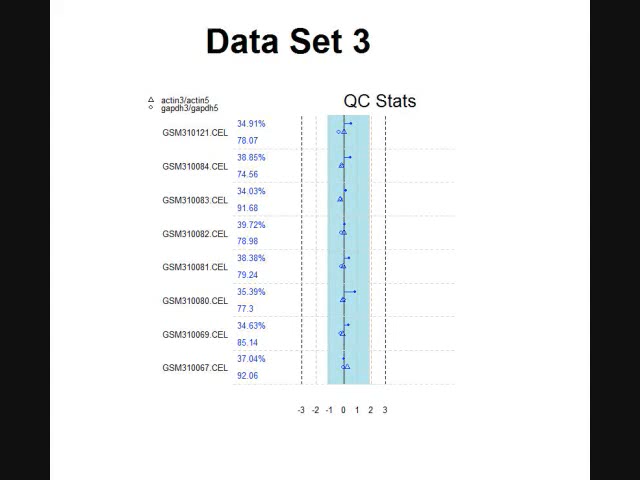 Data Set 3
actin3/actin5
gapdh3/gapdh5
QC Stats
GSM310121.CEL
34.91%
78.07
GSM310084.CEL
38.85%
74.56
GSM310083.CEL
34.03%
91.68
GSM310082.CEL
39.72%
78.98
GSM310081.CEL
38.38%
79.24
GSM310080.CEL
35.39%
77.3
GSM310069.CEL
34.63%
85.14
GSM310067.CEL
37.04%
92.06
-3 -2 -1 0 1 2 3